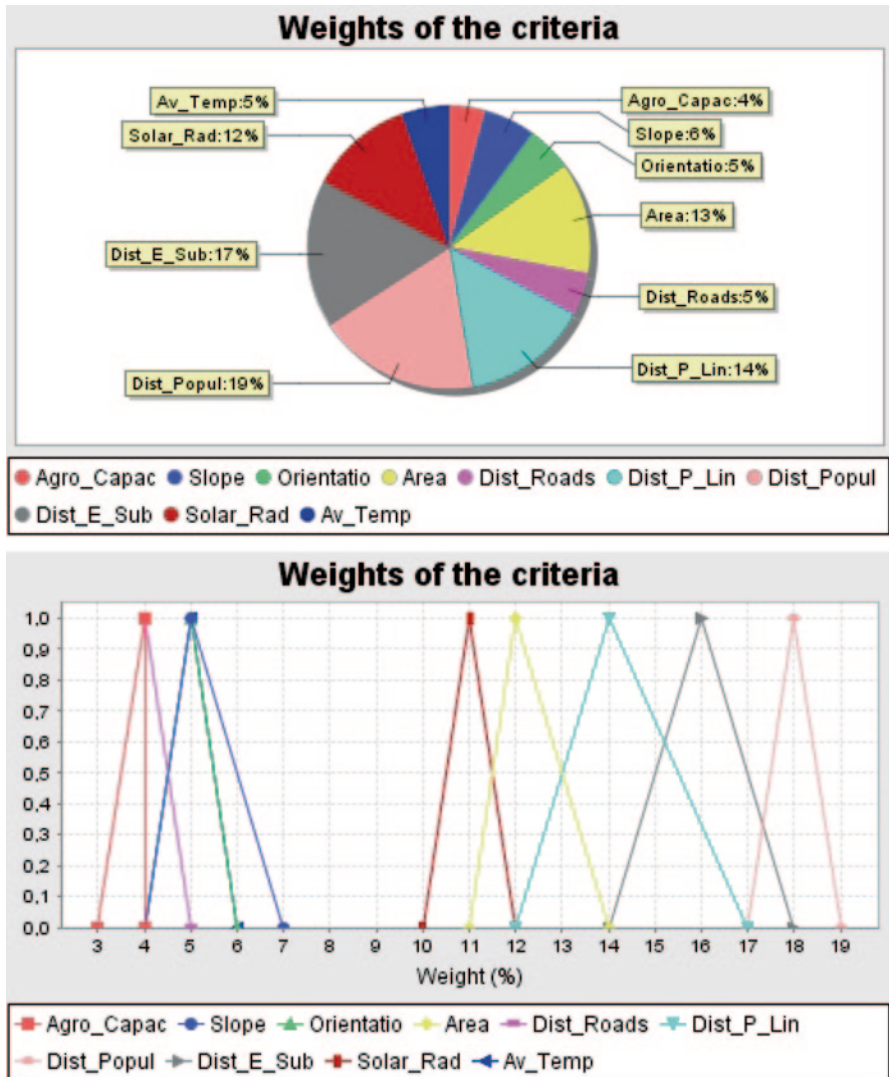 Weights of the criteria
Av_Temp:5%
Agro_Capac:4%
Solar_Rad:12%
Slope:6%
Orientatio:5%
Area:13%
Dist_E_Sub:17%
Dist_Roads:5%
Dist_Popul:19%
Dist_P_Lin:14%
Agro_Capac Slope Orientatio Area Dist_Roads Dist_P_Lin Dist_Popul
Dist_E_Sub Solar_Rad Av_Temp
Weights of the criteria
1,0
0,9
0,8
0,7
0,6
0,5
0,4
0,3
0,2
0,1
0,0
3 4 5 6 7 8 9 10 11 12 13 14 15 16 17 18 19
Weight (%)
Agro_Capac Slope Orientatio Area Dist_Roads Dist_P_Lin
Dist_Popul Dist_E_Sub Solar_Rad Av_Temp